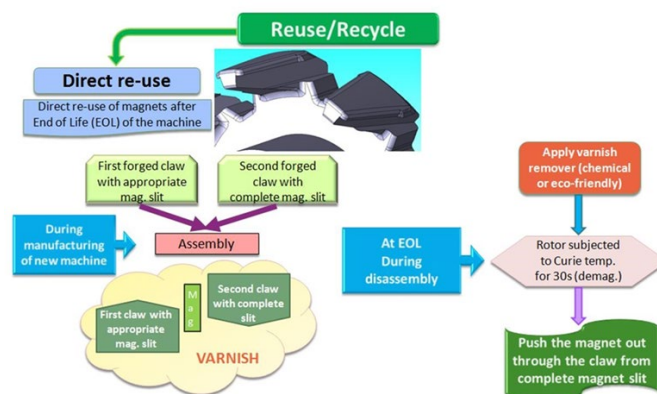 Reuse/Recycle
Direct re-use
Direct re-use of magnets after
End of Life (EOL) of the machine
First forged claw
with appropriate
mag. slit
Second forged
claw with
complete mag. slit
During
manufacturing
of new machine
Assembly
First claw with
appropriate
mag. slit
Mag
Second claw
with complete
slit
VARNISH
At EOL
During
disassembly
Apply varnish
remover (chemical
or eco-friendly)
Rotor subjected
to Curie temp.
for 30s (demag.)
Push the magnet out
through the claw from
complete magnet slit